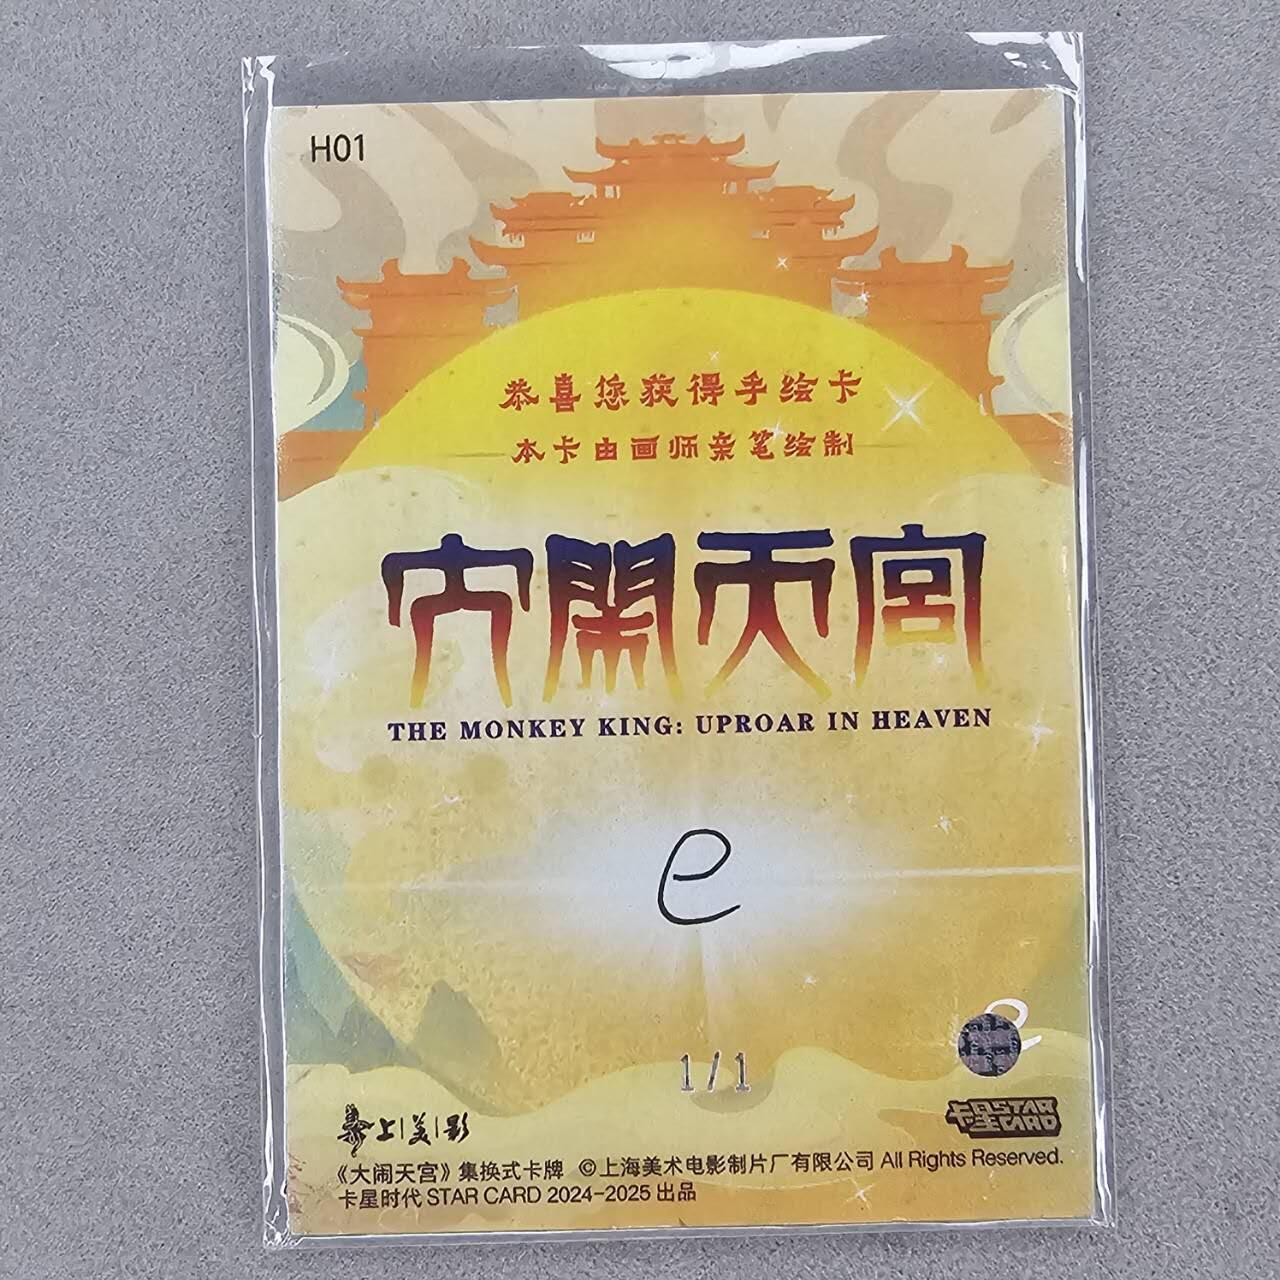 H01
恭喜您获得手绘卡
本卡由画师亲笔绘制
大闹天宫
THE MONKEY KING: UPROAR IN HEAVEN
e
e
1/1
上美影
卡星 STAR CARD
《大闹天宫》集换式卡牌 ©上海美术电影制片厂有限公司 All Rights Reserved.
卡星时代 STAR CARD 2024-2025 出品